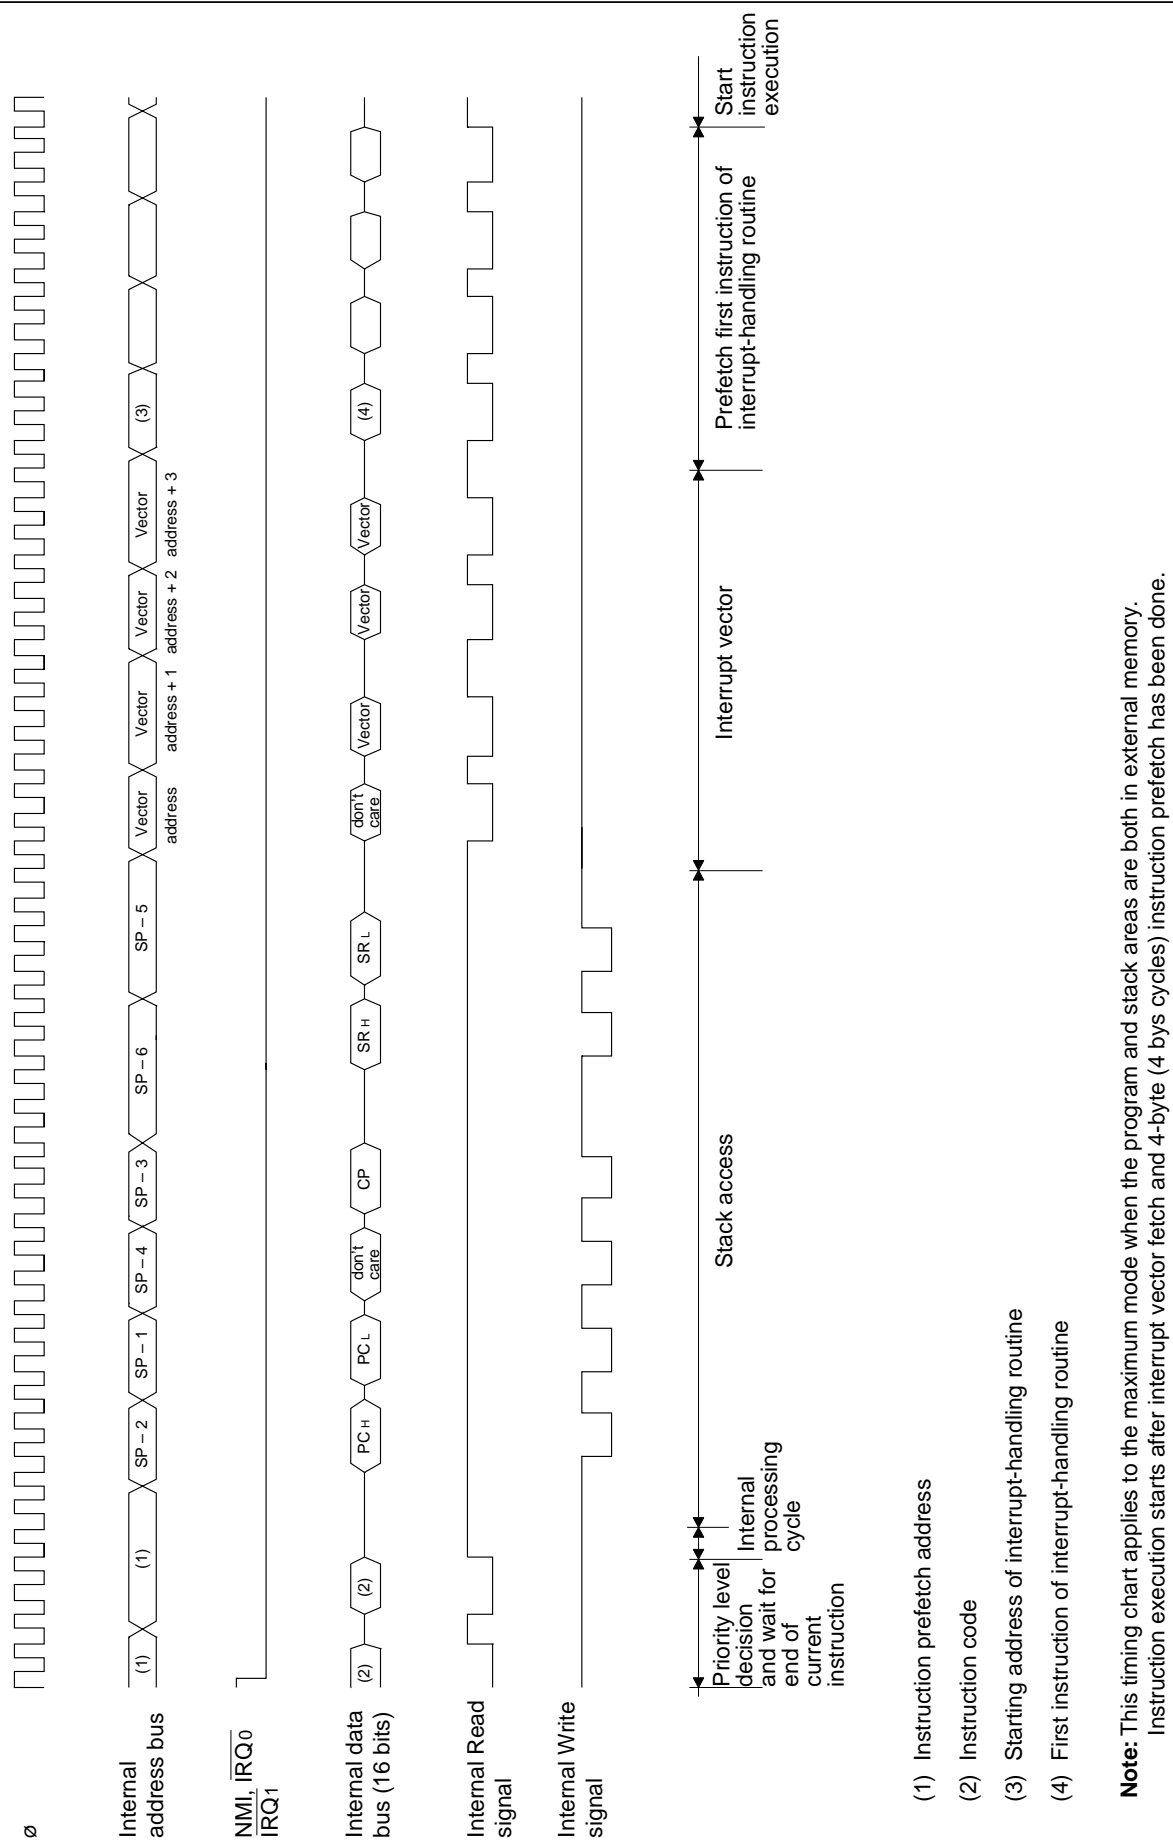 ø
Internal
address bus
(1)
(1)
SP – 2
SP – 1
SP – 4
SP – 3
SP – 6
SP – 5
Vector
address
Vector
address + 1
Vector
address + 2
Vector
address + 3
(3)
NMI, IRQ0
IRQ1
Internal data
bus (16 bits)
(2)
(2)
PC H
PC L
don't
care
CP
SR H
SR L
don't
care
Vector
Vector
Vector
(4)
Internal Read
signal
Internal Write
signal
Priority level
decision
and wait for
end of
current
instruction
Internal
processing
cycle
Stack access
Interrupt vector
Prefetch first instruction of
interrupt-handling routine
Start
instruction
execution
(1) Instruction prefetch address
(2) Instruction code
(3) Starting address of interrupt-handling routine
(4) First instruction of interrupt-handling routine
Note: This timing chart applies to the maximum mode when the program and stack areas are both in external memory.
Instruction execution starts after interrupt vector fetch and 4-byte (4 bys cycles) instruction prefetch has been done.